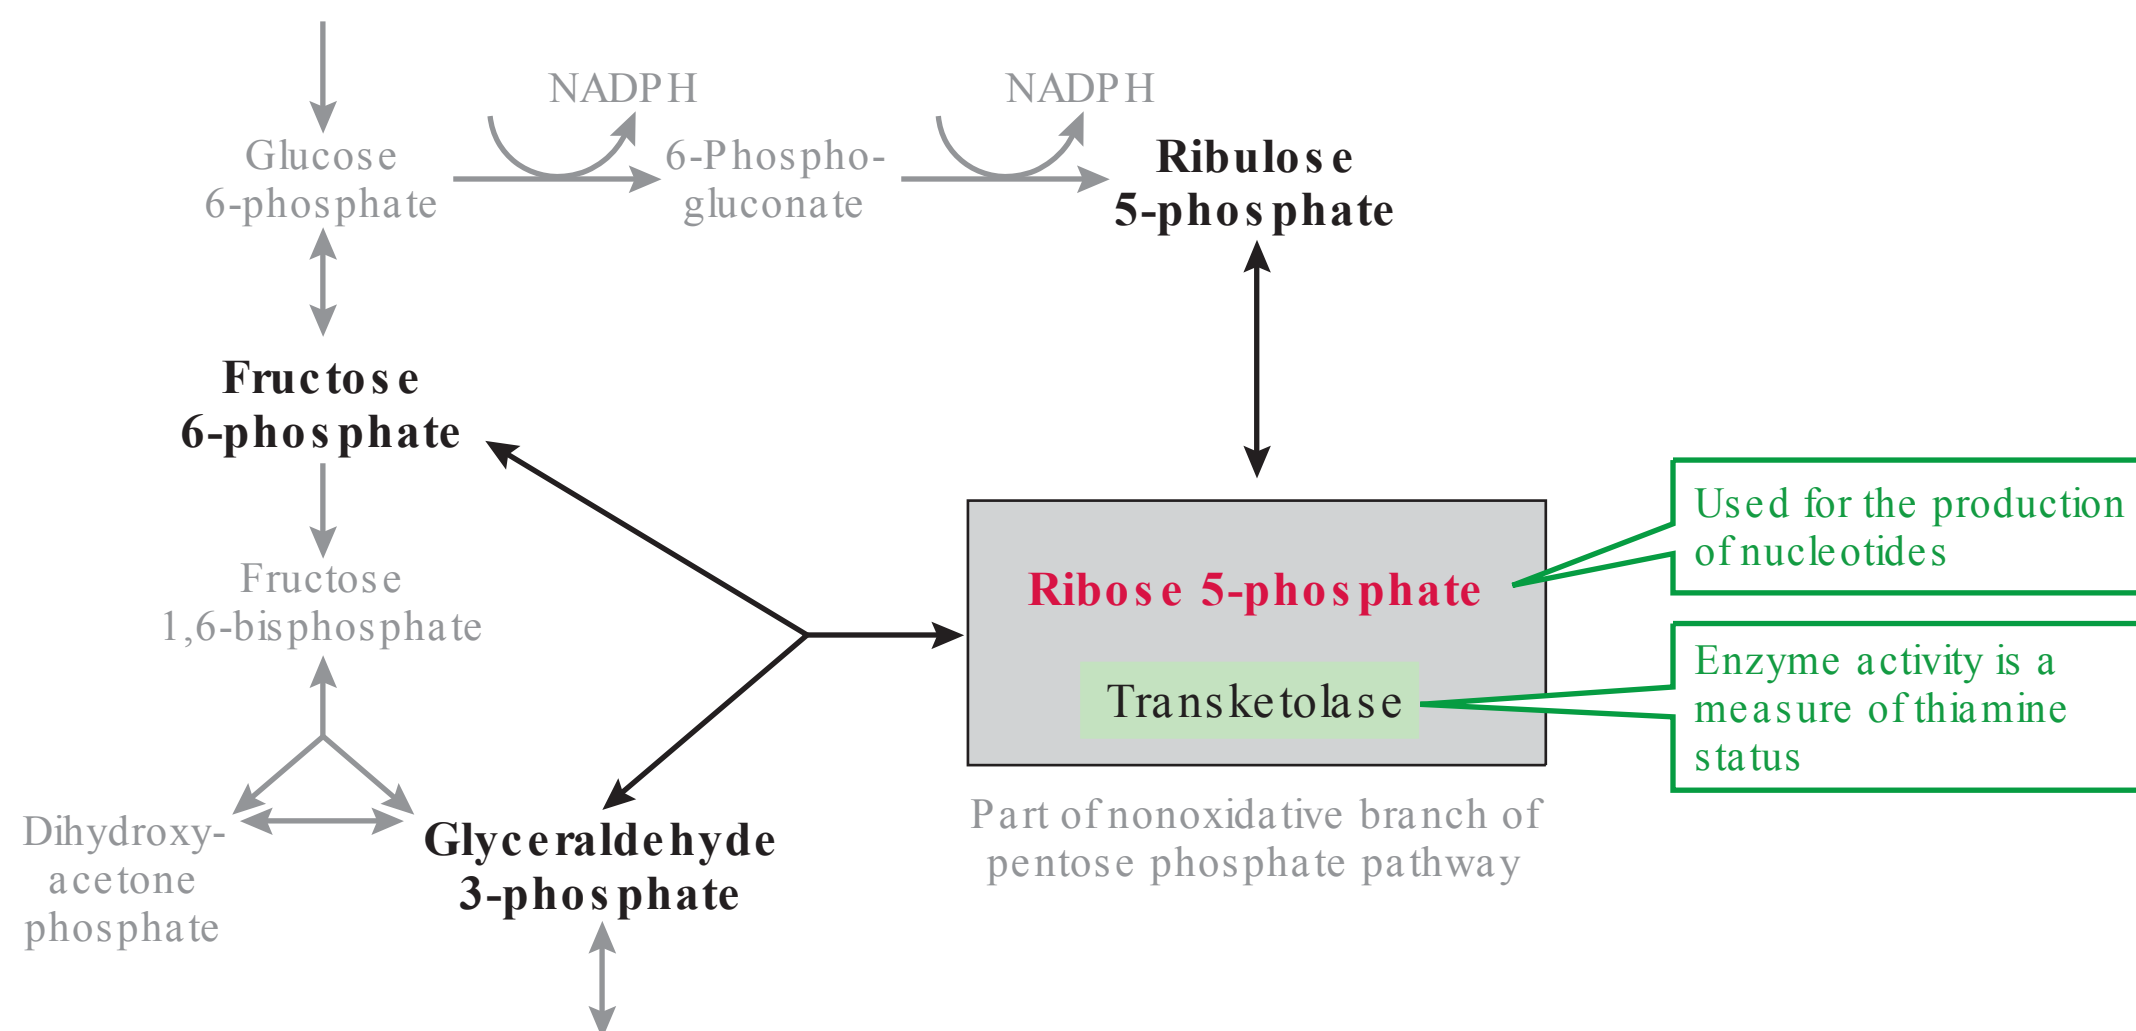 NADPH
NADPH
Glucose
6-phosphate
6-Phospho-
gluconate
Ribulose
5-phosphate
Fructose
6-phosphate
Fructose
1,6-bisphosphate
Used for the production
of nucleotides
Ribose 5-phosphate
Transketolase
Enzyme activity is a
measure of thiamine
status
Part of nonoxidative branch of
pentose phosphate pathway
Dihydroxy-
acetone
phosphate
Glyceraldehyde
3-phosphate